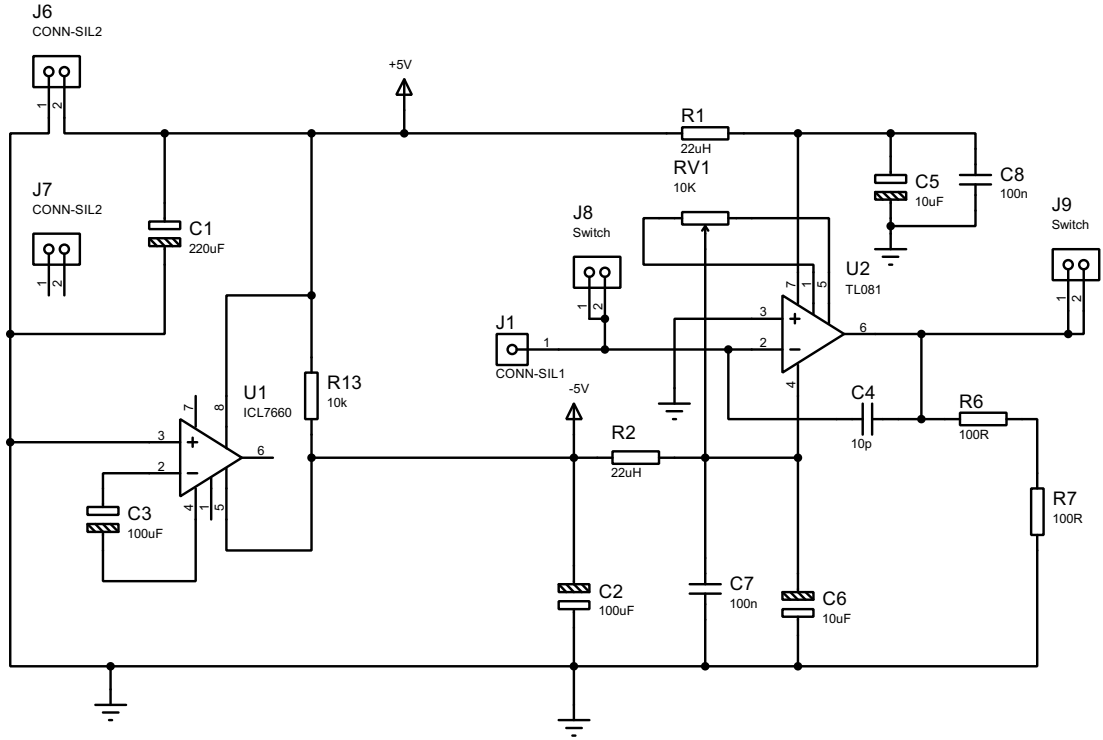 J6
CONN-SIL2
1
2
+5V
R1
22uH
RV1
10K
J7
CONN-SIL2
1
2
C1
220uF
C5
10uF
C8
100n
J9
Switch
1
2
J8
Switch
1
2
U2
TL081
7
1
5
3
2
6
4
J1
1
CONN-SIL1
U1
ICL7660
7
8
3
2
6
4
1
5
R13
10k
-5V
R2
22uH
C4
10p
R6
100R
R7
100R
C3
100uF
C2
100uF
C7
100n
C6
10uF